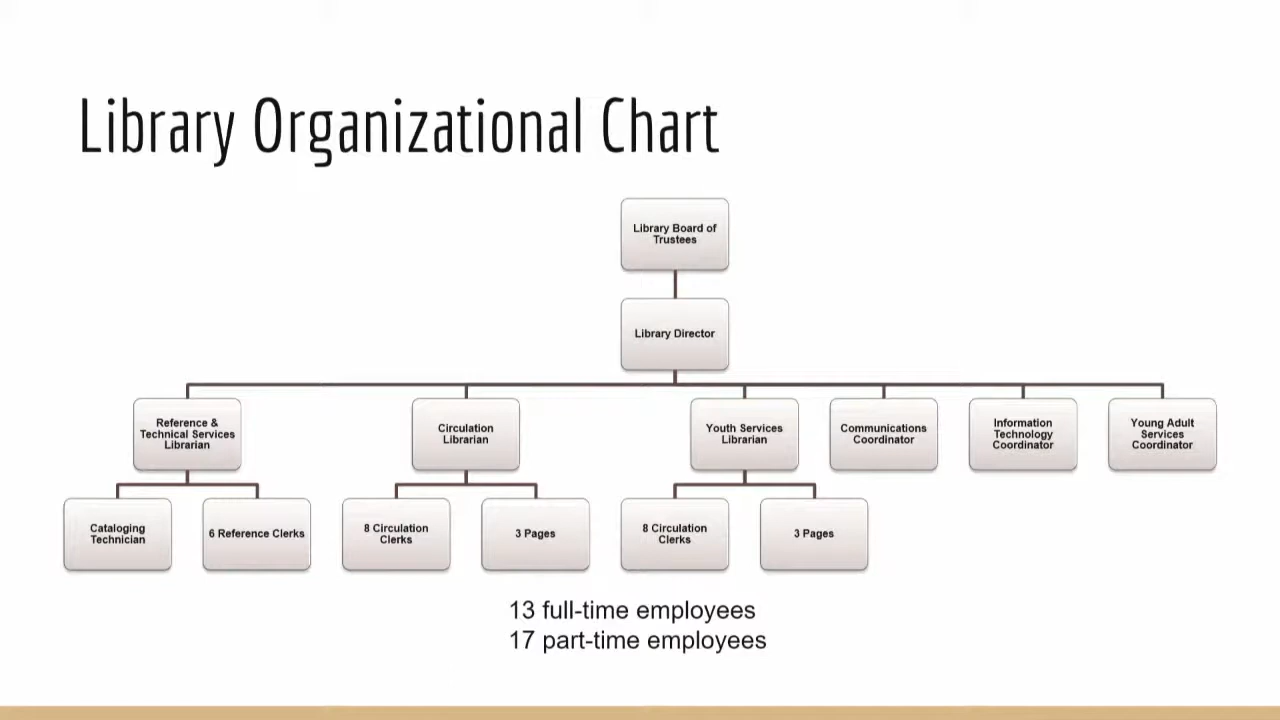 Library Organizational Chart
Library Board of
Trustees
Library Director
Reference &
Technical Services
Librarian
Circulation
Librarian
Youth Services
Librarian
Communications
Coordinator
Information
Technology
Coordinator
Young Adult
Services
Coordinator
Cataloging
Technician
6 Reference Clerks
8 Circulation
Clerks
3 Pages
8 Circulation
Clerks
3 Pages
13 full-time employees
17 part-time employees